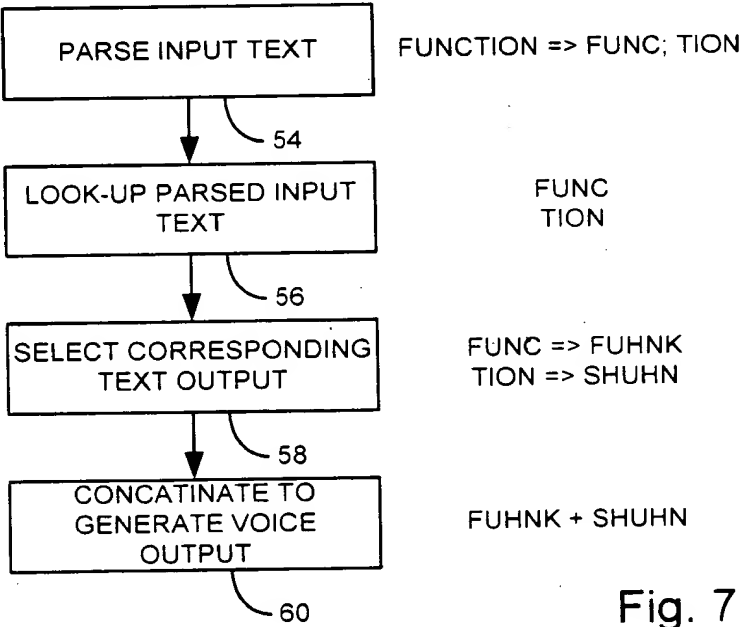 PARSE INPUT TEXT
FUNCTION => FUNC; TION
54
LOOK-UP PARSED INPUT
TEXT
FUNC
TION
56
SELECT CORRESPONDING
TEXT OUTPUT
FUNC => FUHNK
TION => SHUHN
58
CONCATINATE TO
GENERATE VOICE
OUTPUT
FUHNK + SHUHN
60
Fig. 7